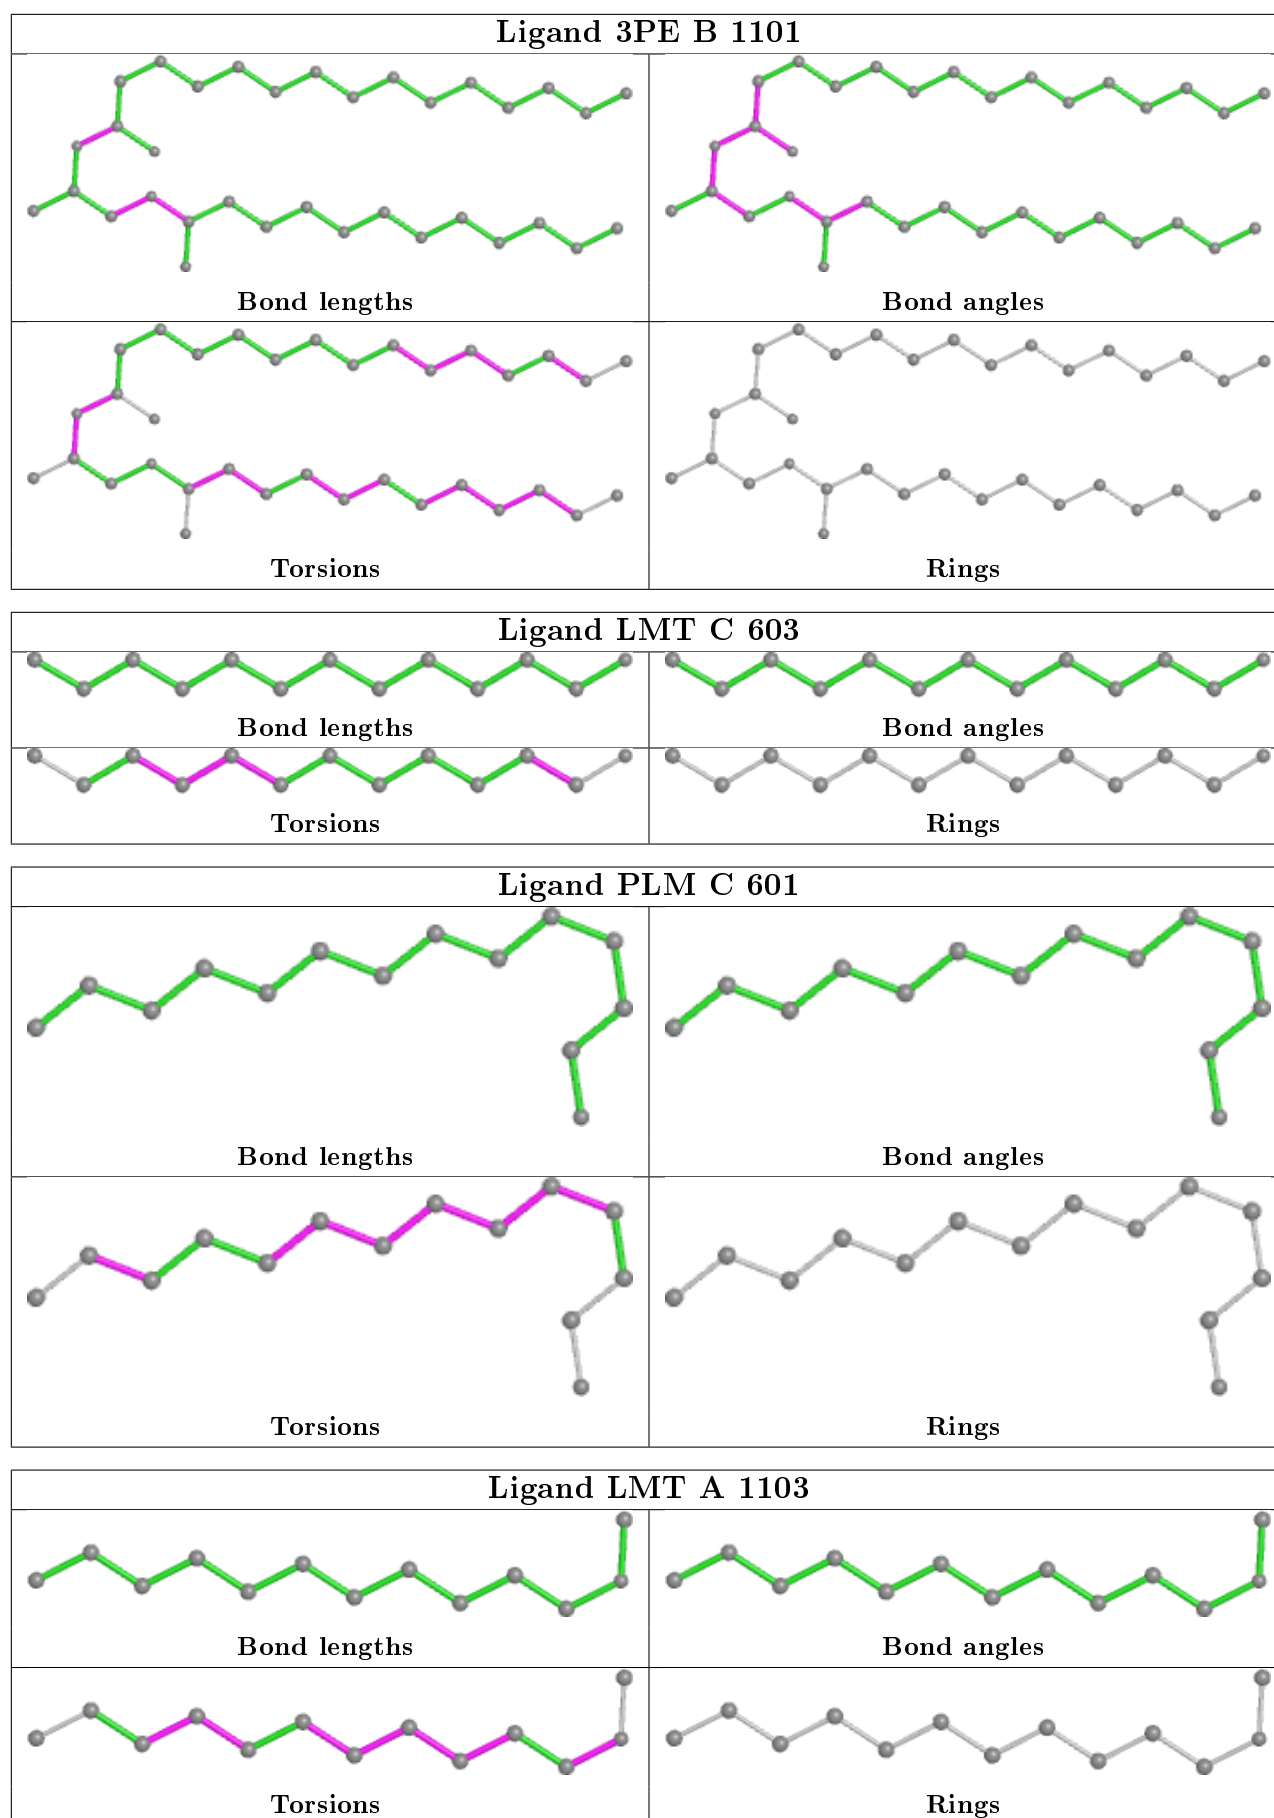 Ligand 3PE B 1101
Bond lengths
Bond angles
Torsions
Rings
Ligand LMT C 603
Bond lengths
Bond angles
Torsions
Rings
Ligand PLM C 601
Bond lengths
Bond angles
Torsions
Rings
Ligand LMT A 1103
Bond lengths
Bond angles
Torsions
Rings